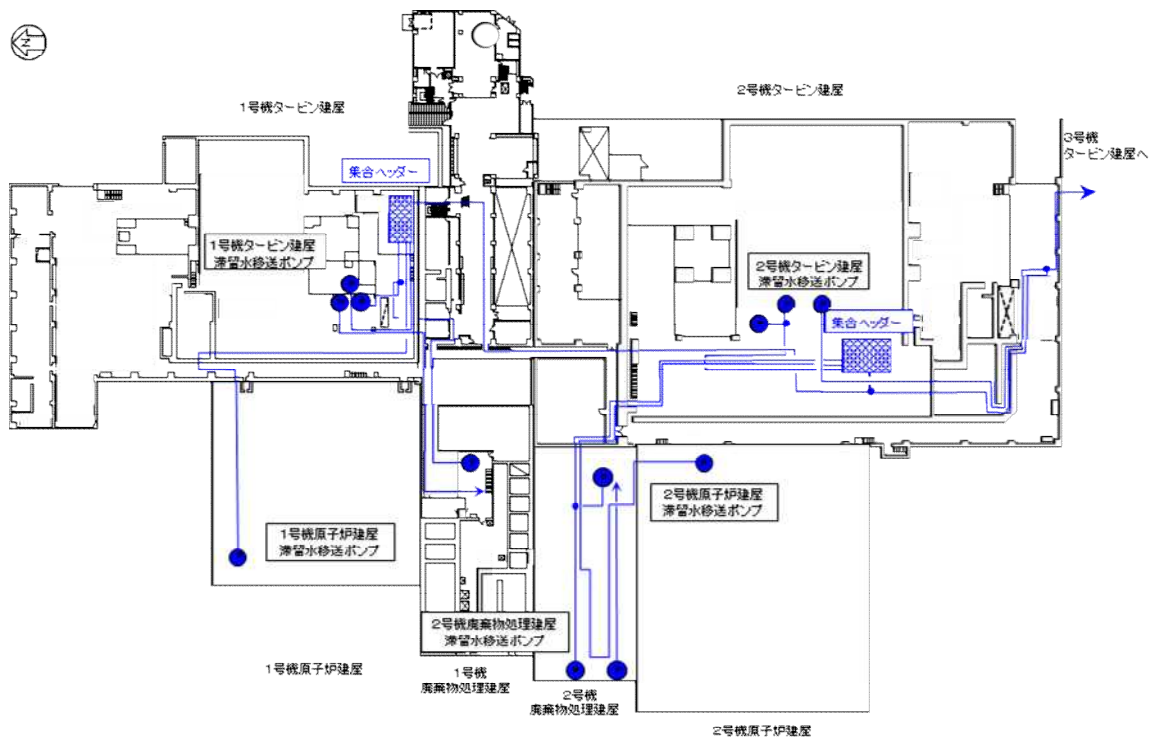 N
1号機タービン建屋
2号機タービン建屋
3号機
タービン建屋へ
集合ヘッダー
1号機タービン建屋
滞留水移送ポンプ
2号機タービン建屋
滞留水移送ポンプ
集合ヘッダー
2号機原子炉建屋
滞留水移送ポンプ
1号機原子炉建屋
滞留水移送ポンプ
2号機廃棄物処理建屋
滞留水移送ポンプ
1号機原子炉建屋
1号機
廃棄物処理建屋
2号機
廃棄物処理建屋
2号機原子炉建屋